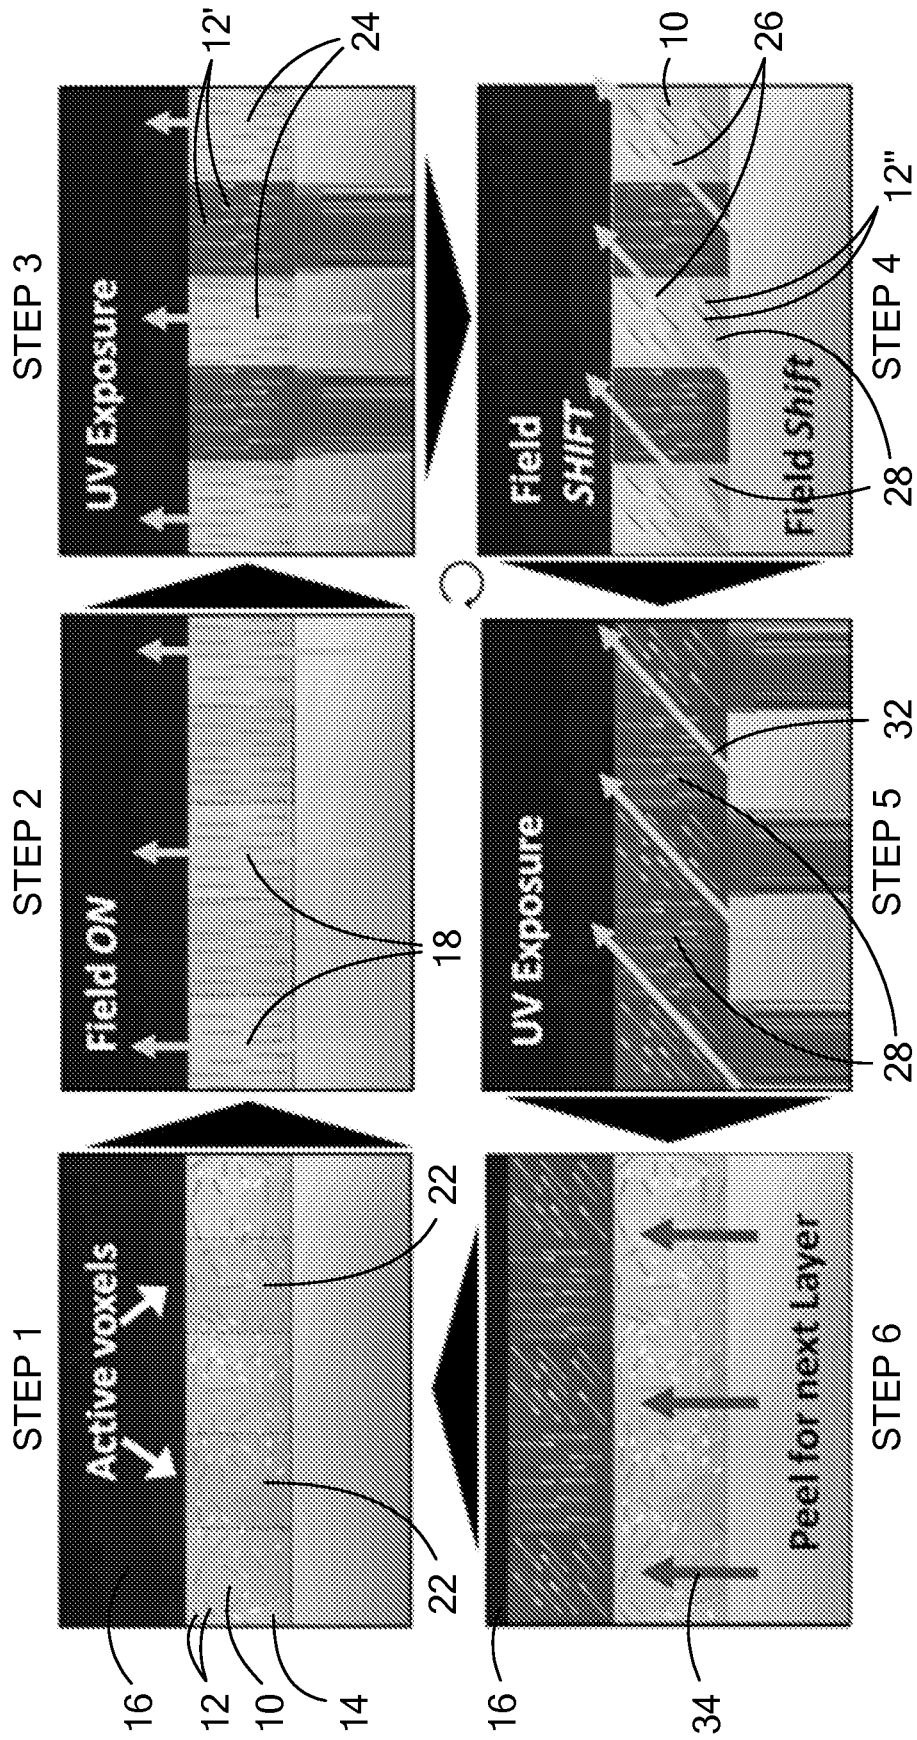 STEP 1
STEP 2
STEP 3
Active voxels
Field ON
UV Exposure
16
12
10
14
22
22
18
12'
24
16
34
Peel for next Layer
UV Exposure
28
32
Field
SHIFT
Field Shift
28
12"
10
26
STEP 6
STEP 5
STEP 4